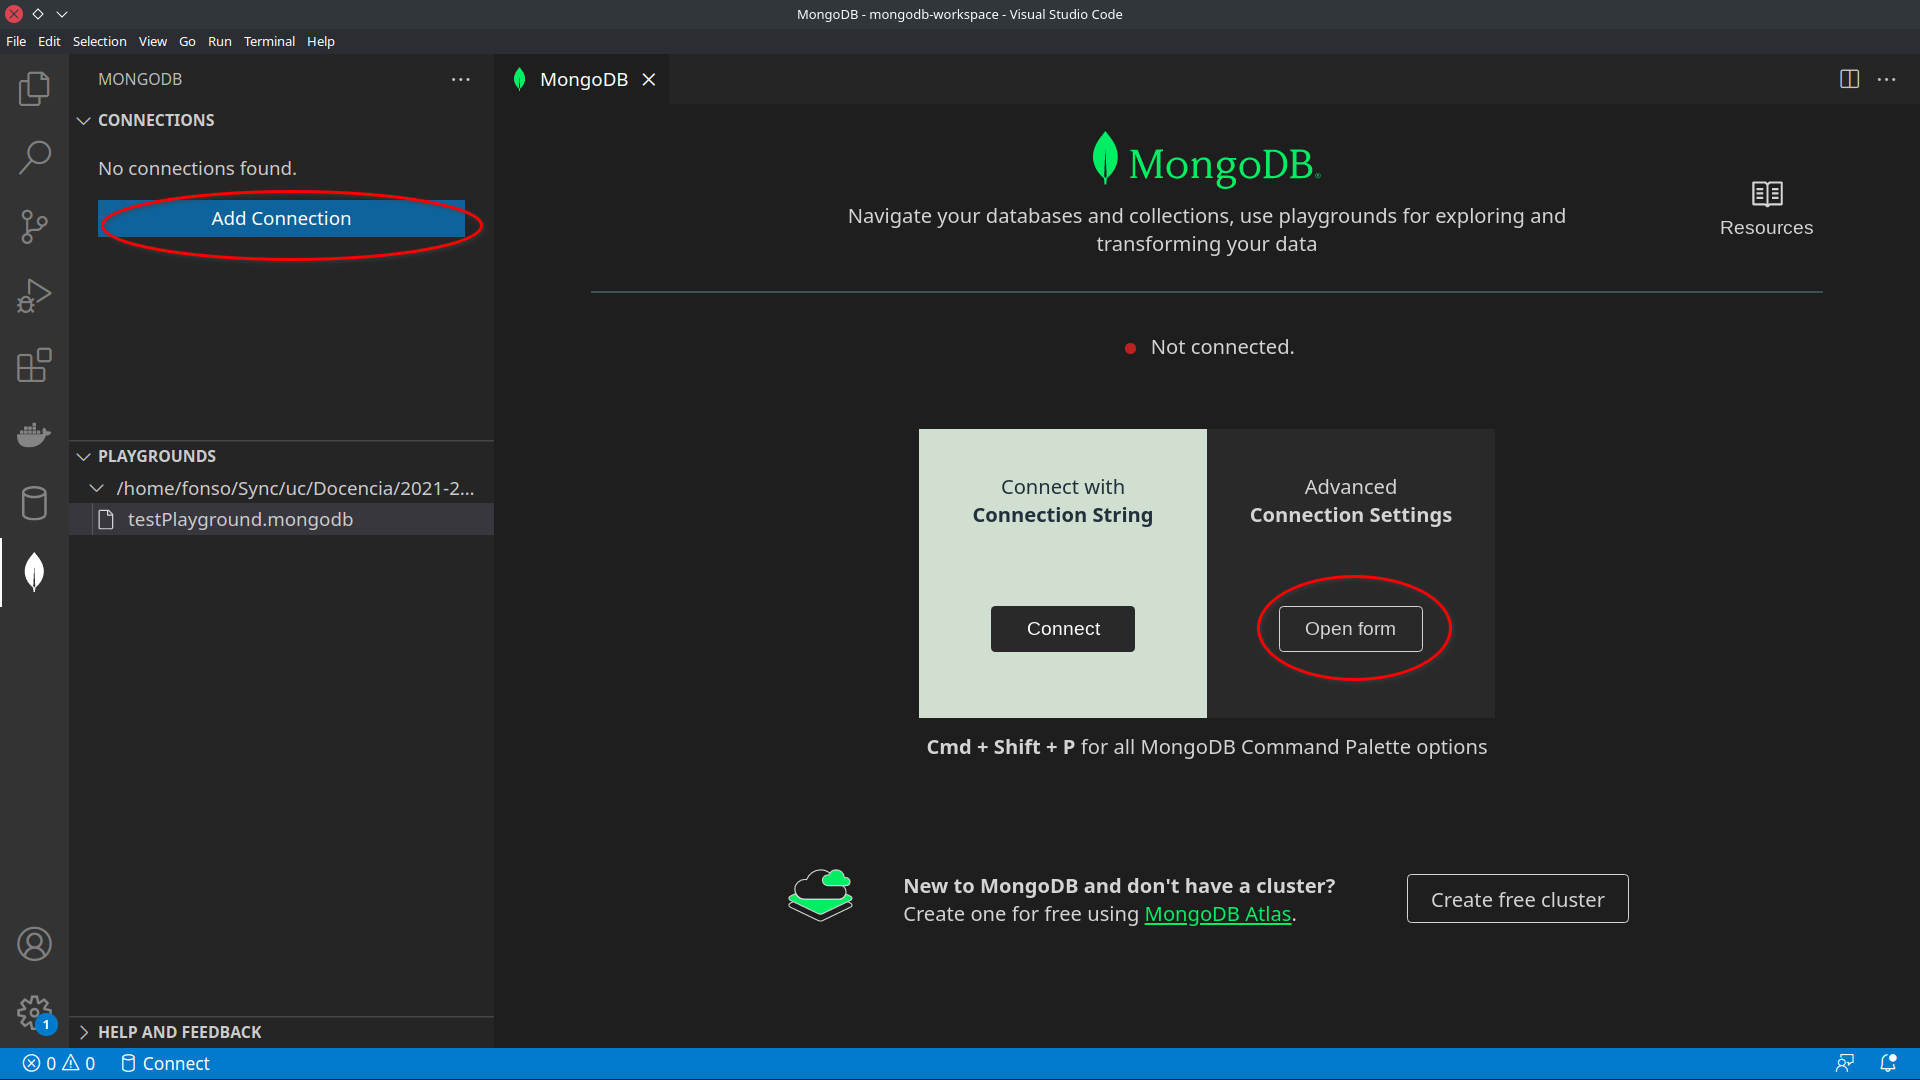 MongoDB - mongodb-workspace - Visual Studio Code
File Edit Selection View Go Run Terminal Help
MONGODB
CONNECTIONS
No connections found.
Add Connection
PLAYGROUNDS
/home/fonso/Sync/uc/Docencia/2021-2...
testPlayground.mongodb
HELP AND FEEDBACK
MongoDB
MongoDB®
Navigate your databases and collections, use playgrounds for exploring and
transforming your data
Resources
Not connected.
Connect with
Connection String
Connect
Advanced
Connection Settings
Open form
Cmd + Shift + P for all MongoDB Command Palette options
New to MongoDB and don't have a cluster?
Create one for free using MongoDB Atlas.
Create free cluster
1
0 0 Connect